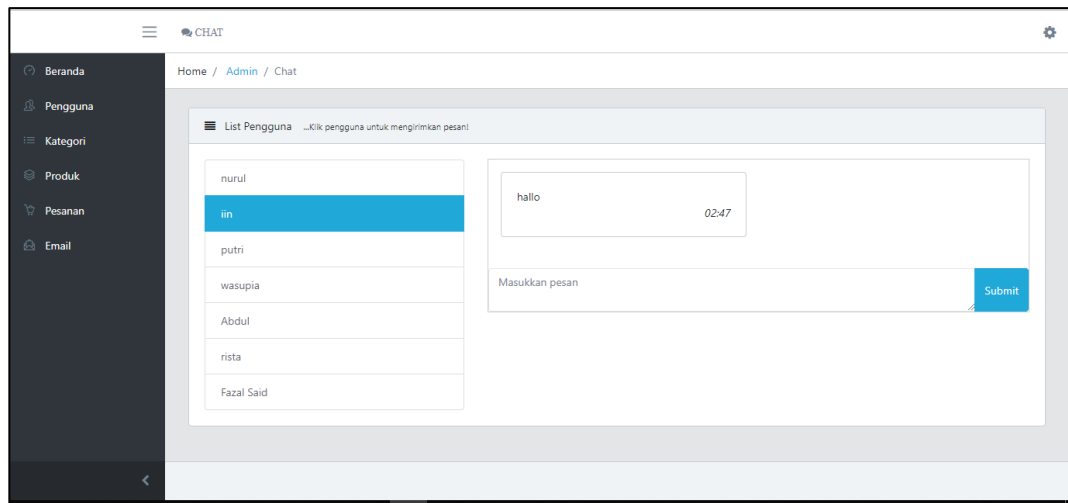 CHAT
Beranda
Pengguna
Kategori
Produk
Pesanan
Email
Home / Admin / Chat
List Pengguna ...Klik pengguna untuk mengirimkan pesan!
nurul
iin
putri
wasupia
Abdul
rista
Fazal Said
hallo
02:47
Masukkan pesan
Submit